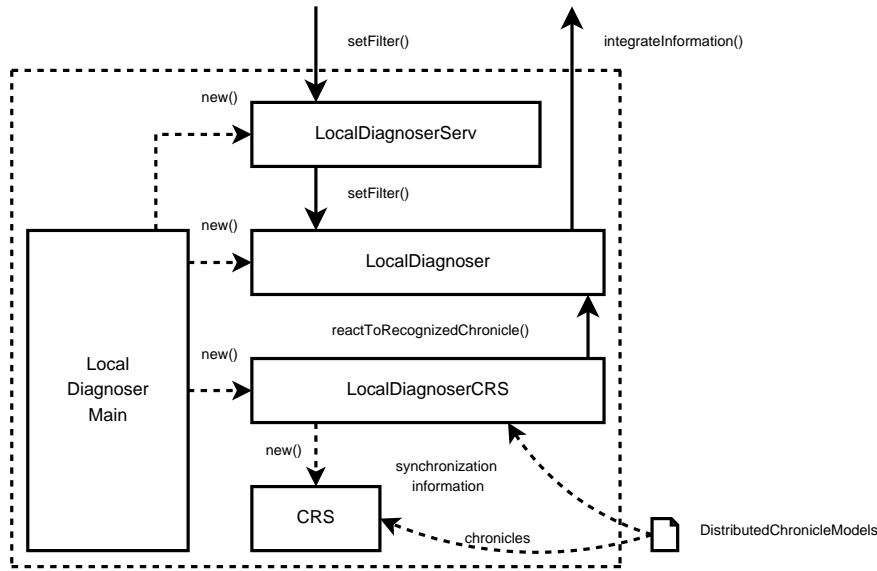 setFilter()
integrateInformation()
new()
LocalDiagnoserServ
setFilter()
new()
LocalDiagnoser
reactToRecognizedChronicle()
new()
Local
Diagnoser
Main
LocalDiagnoserCRS
new()
synchronization
information
CRS
chronicles
DistributedChronicleModels